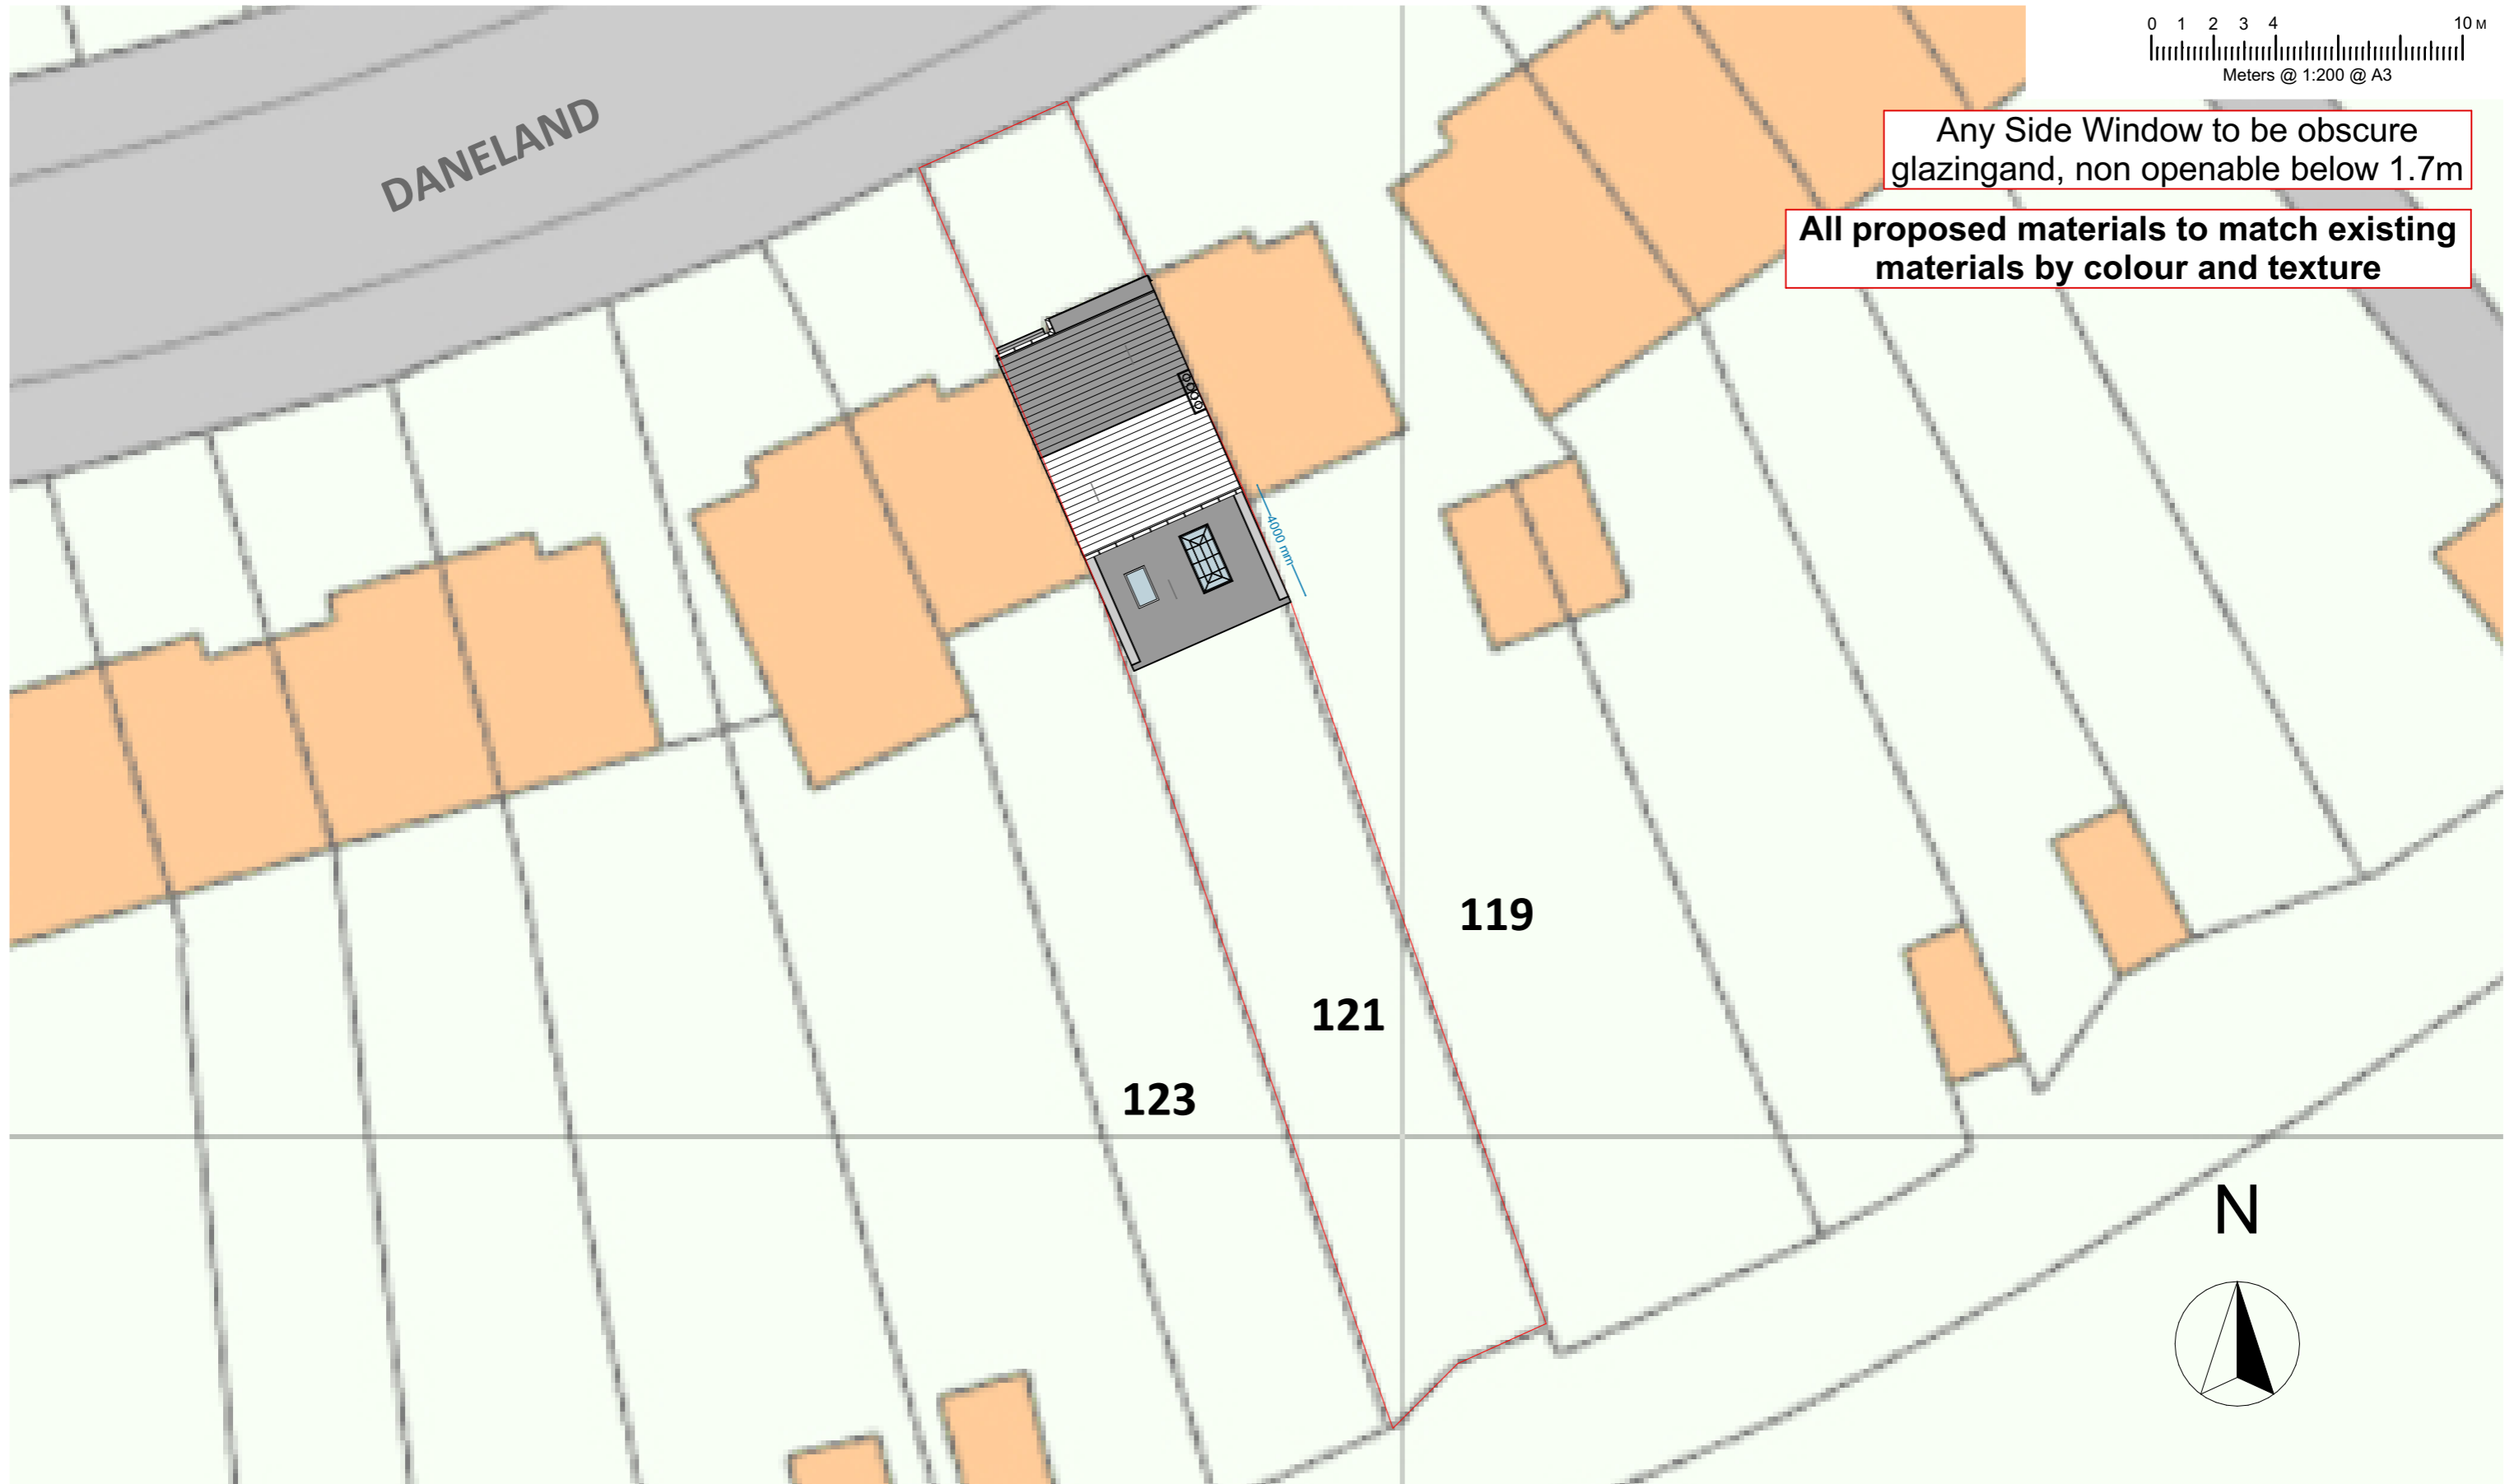 0 1 2 3 4 10 M
Meters @ 1:200 @ A3
Any Side Window to be obscure
glazingand, non openable below 1.7m
All proposed materials to match existing
materials by colour and texture
DANELAND
4000 mm
119
121
123
N